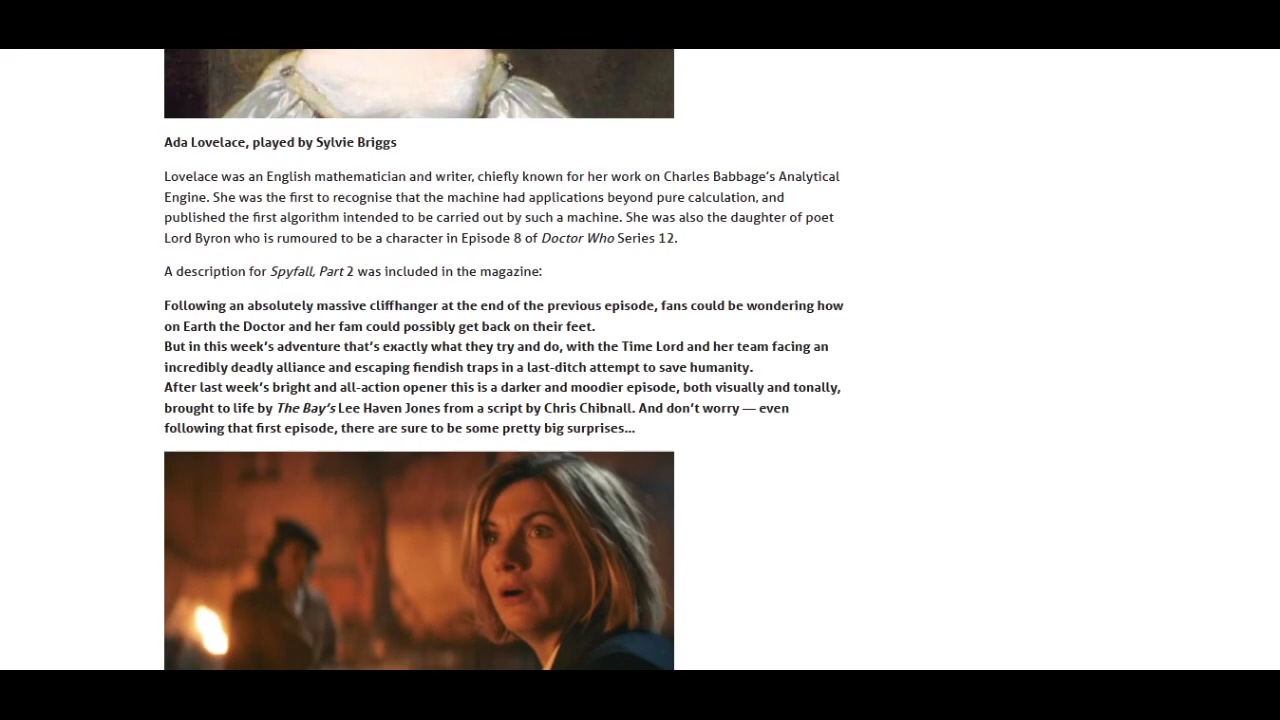 Ada Lovelace, played by Sylvie Briggs
Lovelace was an English mathematician and writer, chiefly known for her work on Charles Babbage's Analytical
Engine. She was the first to recognise that the machine had applications beyond pure calculation, and
published the first algorithm intended to be carried out by such a machine. She was also the daughter of poet
Lord Byron who is rumoured to be a character in Episode 8 of Doctor Who Series 12.
A description for Spyfall, Part 2 was included in the magazine:
Following an absolutely massive cliffhanger at the end of the previous episode, fans could be wondering how
on Earth the Doctor and her fam could possibly get back on their feet.
But in this week's adventure that's exactly what they try and do, with the Time Lord and her team facing an
incredibly deadly alliance and escaping fiendish traps in a last-ditch attempt to save humanity.
After last week's bright and all-action opener this is a darker and moodier episode, both visually and tonally,
brought to life by The Bay's Lee Haven Jones from a script by Chris Chibnall. And don't worry — even
following that first episode, there are sure to be some pretty big surprises...